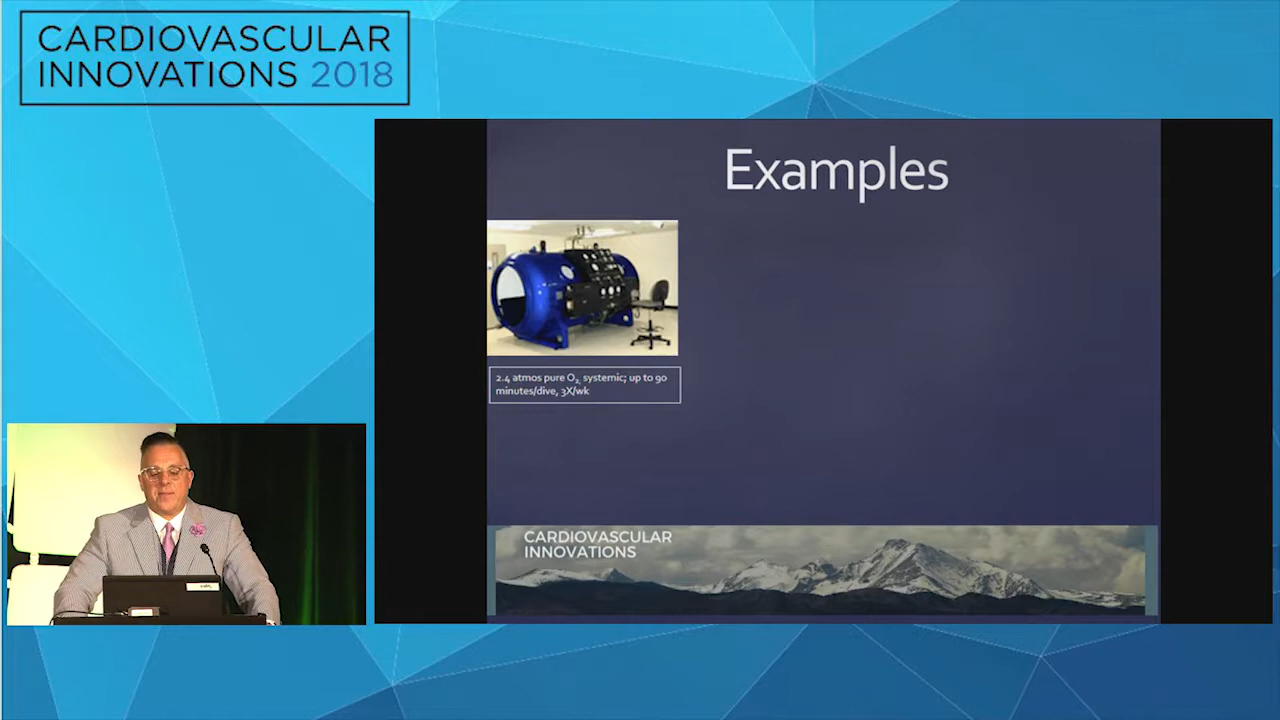 CARDIOVASCULAR
INNOVATIONS 2018
Examples
2.4 atmos pure O2, systemic; up to 90
minutes/dive, 3X/wk
CARDIOVASCULAR
INNOVATIONS